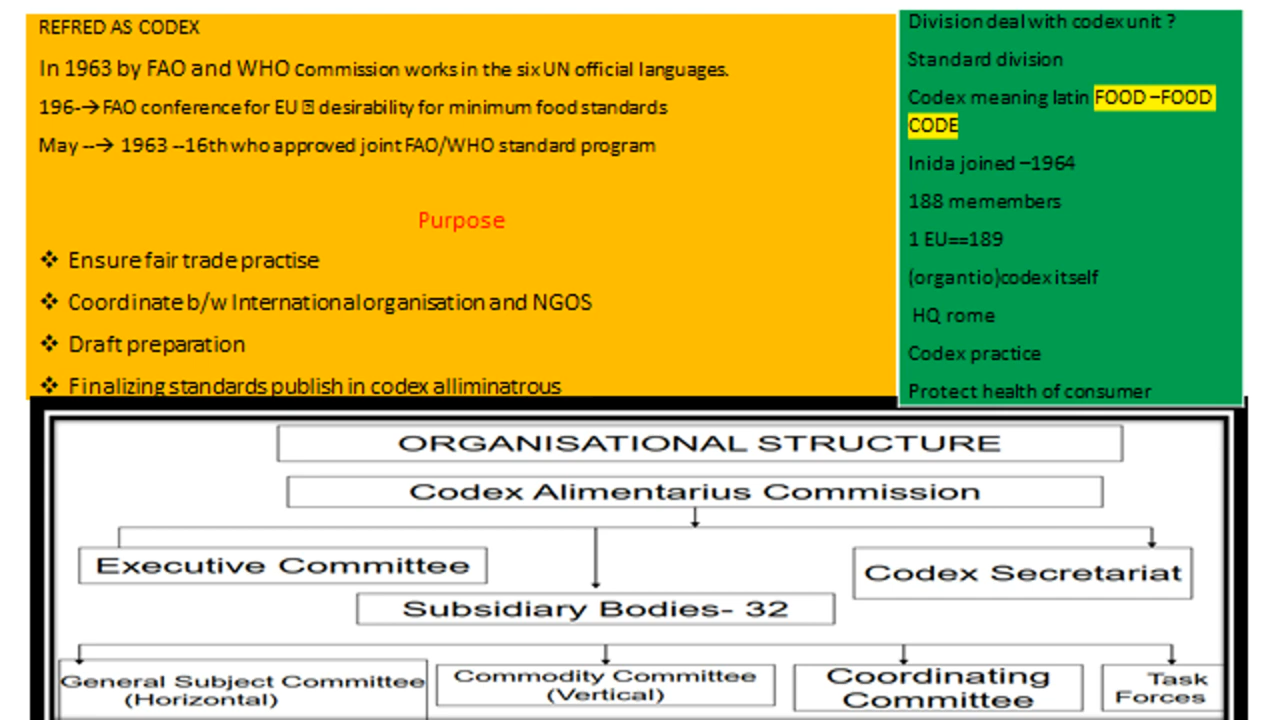 REFRED AS CODEX
In 1963 by FAO and WHO commission works in the six UN official languages.
196-→FAO conference for EU ⍰ desirability for minimum food standards
May --→ 1963 --16th who approved joint FAO/WHO standard program
Purpose
❖ Ensure fair trade practise
❖ Coordinate b/w International organisation and NGOS
❖ Draft preparation
❖ Finalizing standards publish in codex alliminatrous
Division deal with codex unit ?
Standard division
Codex meaning latin FOOD –FOOD
CODE
Inida joined –1964
188 memembers
1 EU==189
(organtio)codex itself
HQ rome
Codex practice
Protect health of consumer
ORGANISATIONAL STRUCTURE
Codex Alimentarius Commission
Executive Committee
Codex Secretariat
Subsidiary Bodies- 32
General Subject Committee
(Horizontal)
Commodity Committee
(Vertical)
Coordinating
Committee
Task
Forces